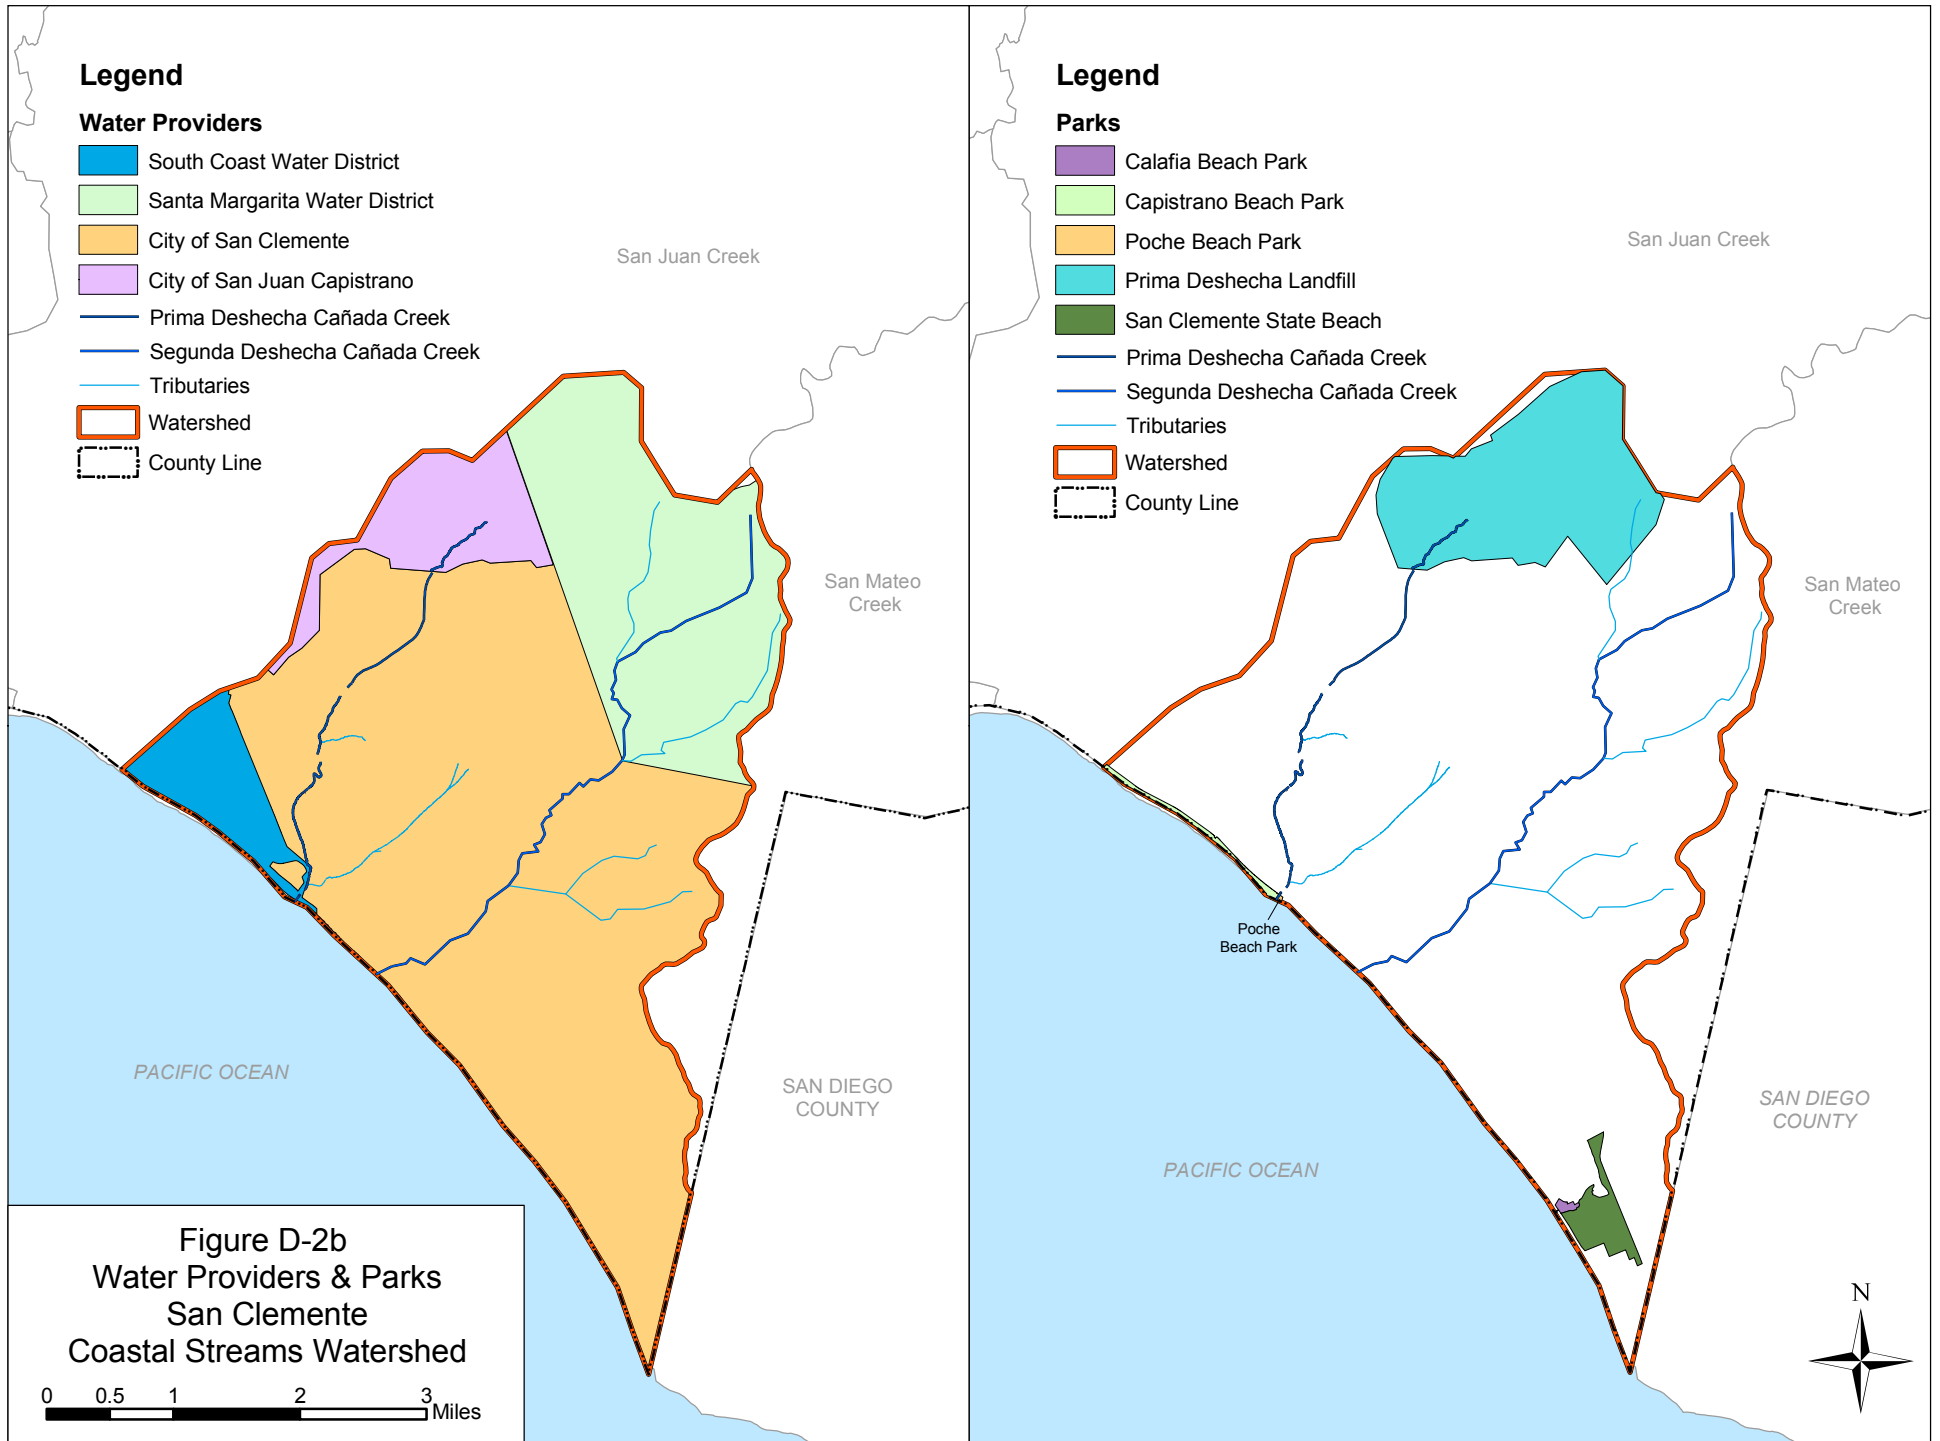 Legend
Water Providers
South Coast Water District
Santa Margarita Water District
City of San Clemente
City of San Juan Capistrano
Prima Deshecha Cañada Creek
Segunda Deshecha Cañada Creek
Tributaries
Watershed
County Line
San Juan Creek
San Mateo
Creek
PACIFIC OCEAN
SAN DIEGO
COUNTY
Figure D-2b
Water Providers & Parks
San Clemente
Coastal Streams Watershed
0 0.5 1 2 3
Miles
Legend
Parks
Calafia Beach Park
Capistrano Beach Park
Poche Beach Park
Prima Deshecha Landfill
San Clemente State Beach
Prima Deshecha Cañada Creek
Segunda Deshecha Cañada Creek
Tributaries
Watershed
County Line
San Juan Creek
San Mateo
Creek
Poche
Beach Park
PACIFIC OCEAN
SAN DIEGO
COUNTY
N